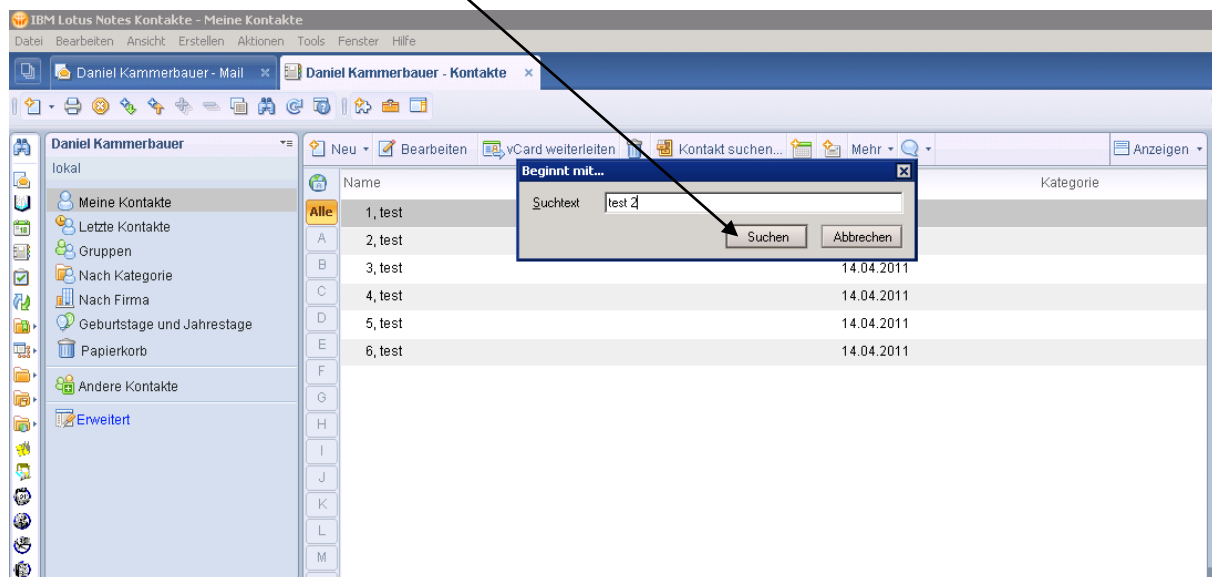 IBM Lotus Notes Kontakte - Meine Kontakte
Datei Bearbeiten Ansicht Erstellen Aktionen Tools Fenster Hilfe
Daniel Kammerbauer - Mail
Daniel Kammerbauer - Kontakte
Daniel Kammerbauer
lokal
Meine Kontakte
Letzte Kontakte
Gruppen
Nach Kategorie
Nach Firma
Geburtstage und Jahrestage
Papierkorb
Andere Kontakte
Erweitert
Neu Bearbeiten vCard weiterleiten Kontakt suchen... Mehr Anzeigen
Name Kategorie
Alle
A
B
C
D
E
F
G
H
I
J
K
L
M
1, test
2, test
3, test 14.04.2011
4, test 14.04.2011
5, test 14.04.2011
6, test 14.04.2011
Beginnt mit...
Suchtext test 2
Suchen Abbrechen